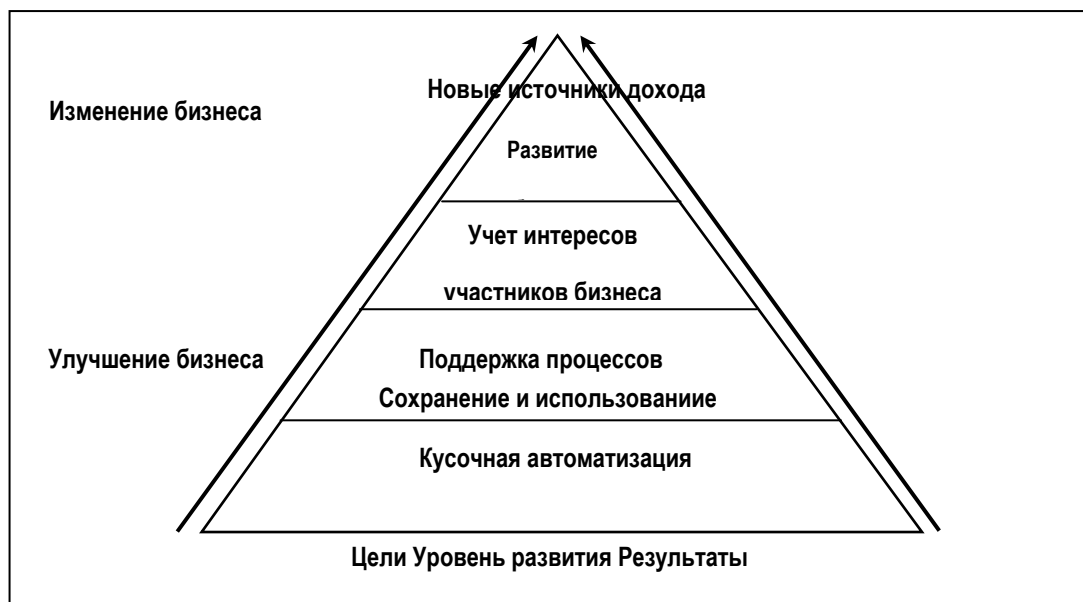 Новые источники дохода
Изменение бизнеса
Развитие
Учет интересов
участников бизнеса
Улучшение бизнеса
Поддержка процессов
Сохранение и использованиие
Кусочная автоматизация
Цели Уровень развития Результаты